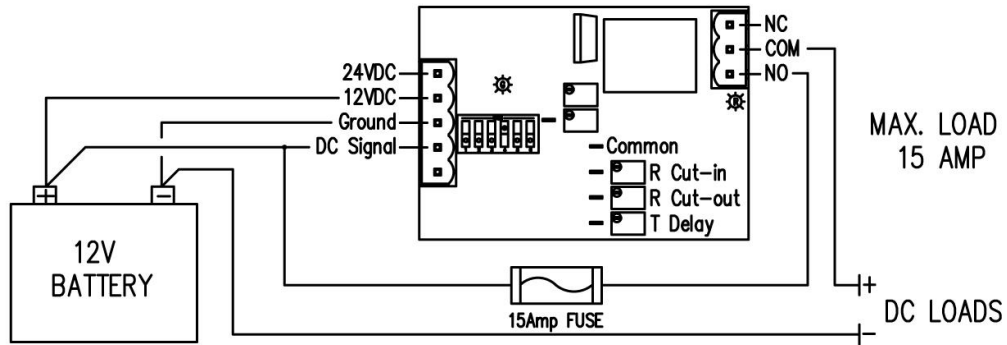 24VDC
12VDC
Ground
DC Signal
NC
COM
NO
Common
R Cut-in
R Cut-out
T Delay
MAX. LOAD
15 AMP
+
-
12V
BATTERY
15Amp FUSE
+
-
DC LOADS